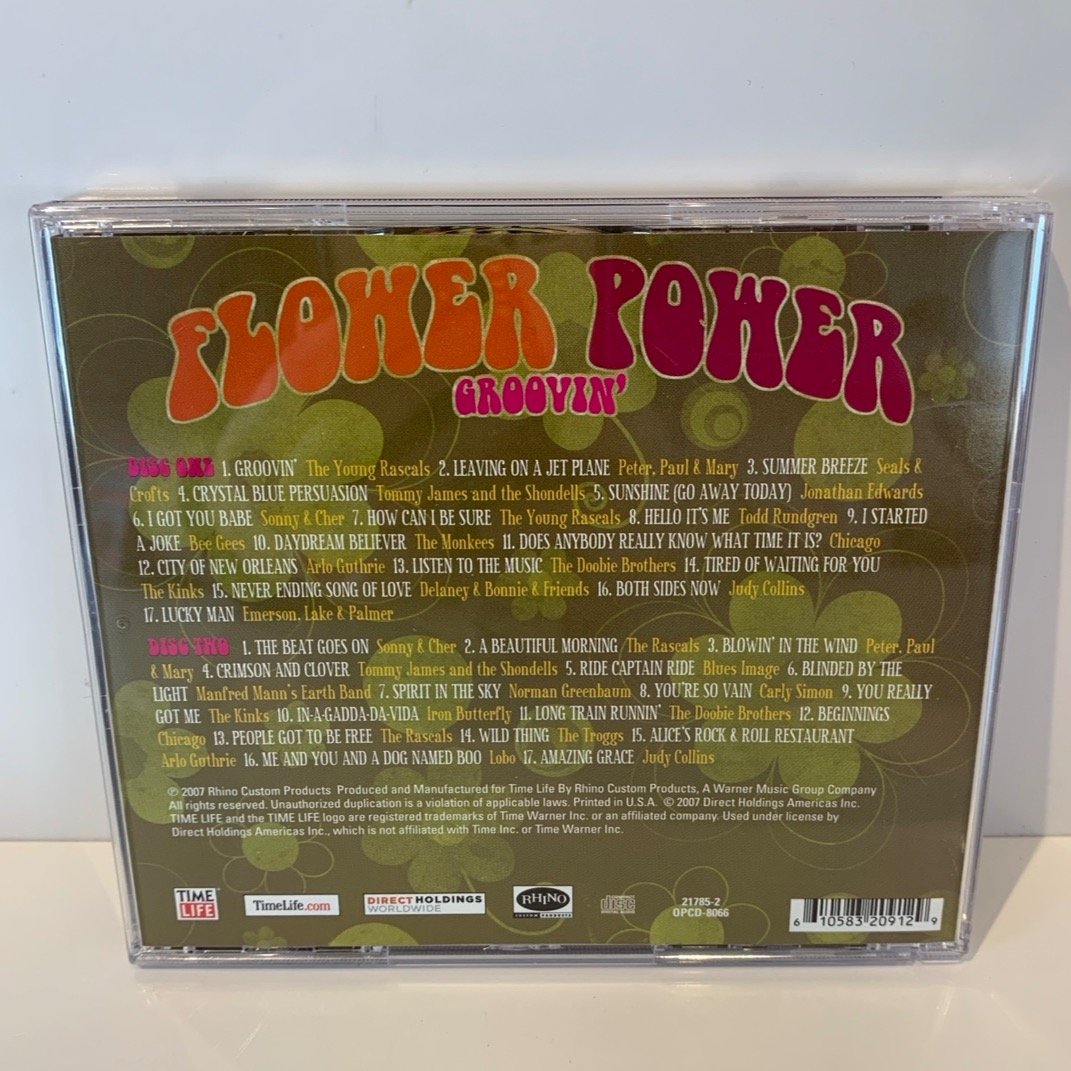 FLOWER POWER
GROOVIN'
DISC ONE 1. GROOVIN' The Young Rascals 2. LEAVING ON A JET PLANE Peter, Paul & Mary 3. SUMMER BREEZE Seals &
Crofts 4. CRYSTAL BLUE PERSUASION Tommy James and the Shondells 5. SUNSHINE (GO AWAY TODAY) Jonathan Edwards
6. I GOT YOU BABE Sonny & Cher 7. HOW CAN I BE SURE The Young Rascals 8. HELLO IT'S ME Todd Rundgren 9. I STARTED
A JOKE Bee Gees 10. DAYDREAM BELIEVER The Monkees 11. DOES ANYBODY REALLY KNOW WHAT TIME IT IS? Chicago
12. CITY OF NEW ORLEANS Arlo Guthrie 13. LISTEN TO THE MUSIC The Doobie Brothers 14. TIRED OF WAITING FOR YOU
The Kinks 15. NEVER ENDING SONG OF LOVE Delaney & Bonnie & Friends 16. BOTH SIDES NOW Judy Collins
17. LUCKY MAN Emerson, Lake & Palmer
DISC TWO 1. THE BEAT GOES ON Sonny & Cher 2. A BEAUTIFUL MORNING The Rascals 3. BLOWIN' IN THE WIND Peter, Paul
& Mary 4. CRIMSON AND CLOVER Tommy James and the Shondells 5. RIDE CAPTAIN RIDE Blues Image 6. BLINDED BY THE
LIGHT Manfred Mann's Earth Band 7. SPIRIT IN THE SKY Norman Greenbaum 8. YOU'RE SO VAIN Carly Simon 9. YOU REALLY
GOT ME The Kinks 10. IN-A-GADDA-DA-VIDA Iron Butterfly 11. LONG TRAIN RUNNIN' The Doobie Brothers 12. BEGINNINGS
Chicago 13. PEOPLE GOT TO BE FREE The Rascals 14. WILD THING The Troggs 15. ALICE'S ROCK & ROLL RESTAURANT
Arlo Guthrie 16. ME AND YOU AND A DOG NAMED BOO Lobo 17. AMAZING GRACE Judy Collins
℗ 2007 Rhino Custom Products Produced and Manufactured for Time Life By Rhino Custom Products, A Warner Music Group Company
All rights reserved. Unauthorized duplication is a violation of applicable laws. Printed in U.S.A. © 2007 Direct Holdings Americas Inc.
TIME LIFE and the TIME LIFE logo are registered trademarks of Time Warner Inc. or an affiliated company. Used under license by
Direct Holdings Americas Inc., which is not affiliated with Time Inc. or Time Warner Inc.
TIME LIFE
TimeLife.com
DIRECT HOLDINGS
WORLDWIDE
RHINO
CUSTOM PRODUCTS
COMPACT
disc
DIGITAL AUDIO
21785-2
OPCD-8066
6 10583 20912 9